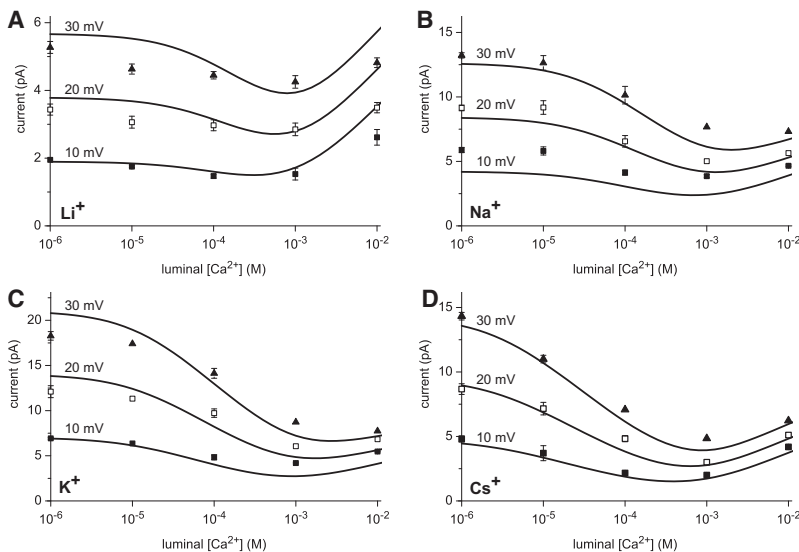 A
B
6
4
2
0
current (pA)
30 mV
20 mV
10 mV
Li⁺
10⁻⁶
10⁻⁵
10⁻⁴
10⁻³
10⁻²
luminal [Ca²⁺] (M)
15
10
5
0
current (pA)
30 mV
20 mV
10 mV
Na⁺
10⁻⁶
10⁻⁵
10⁻⁴
10⁻³
10⁻²
luminal [Ca²⁺] (M)
C
D
20
15
10
5
0
current (pA)
30 mV
20 mV
10 mV
K⁺
10⁻⁶
10⁻⁵
10⁻⁴
10⁻³
10⁻²
luminal [Ca²⁺] (M)
15
10
5
0
current (pA)
30 mV
20 mV
10 mV
Cs⁺
10⁻⁶
10⁻⁵
10⁻⁴
10⁻³
10⁻²
luminal [Ca²⁺] (M)